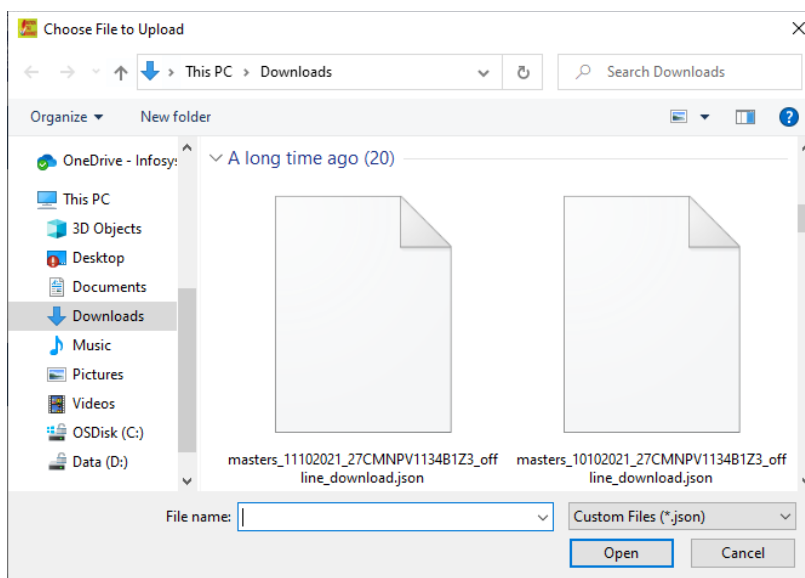 Choose File to Upload
This PC > Downloads
Search Downloads
Organize
New folder
OneDrive - Infosys
A long time ago (20)
This PC
3D Objects
Desktop
Documents
Downloads
Music
Pictures
Videos
OSDisk (C:)
Data (D:)
masters_11102021_27CMNPV1134B1Z3_off
line_download.json
masters_10102021_27CMNPV1134B1Z3_off
line_download.json
File name:
Custom Files (*.json)
Open
Cancel